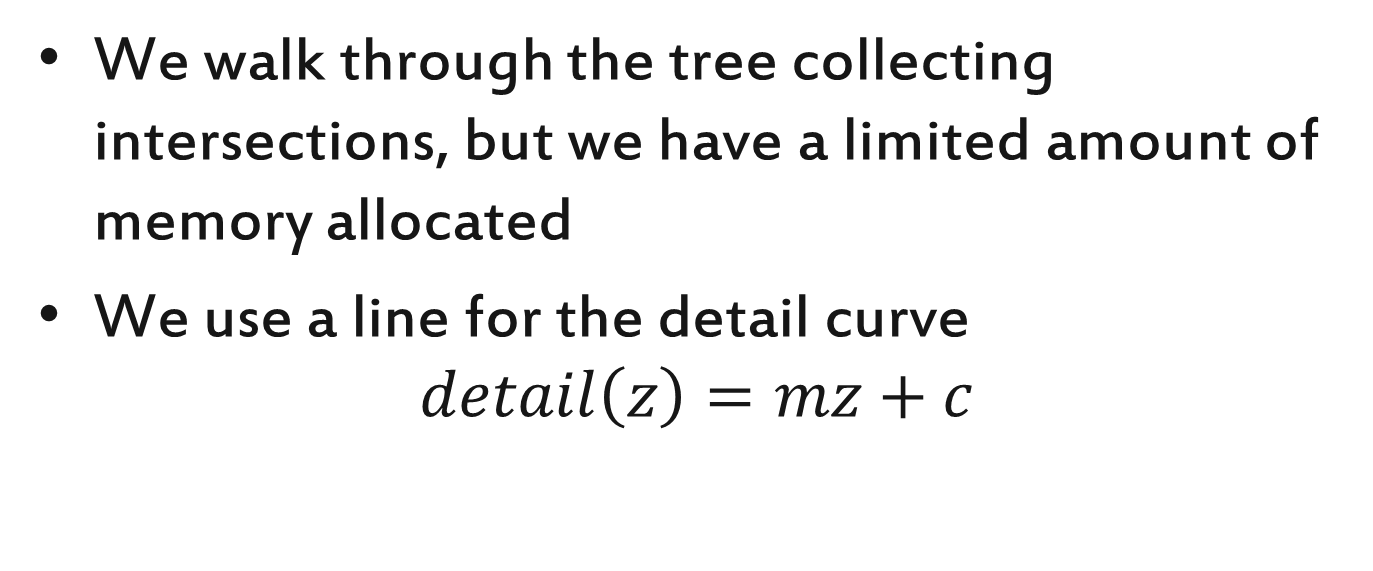 • We walk through the tree collecting
intersections, but we have a limited amount of
memory allocated
• We use a line for the detail curve
detail(z) = mz + c